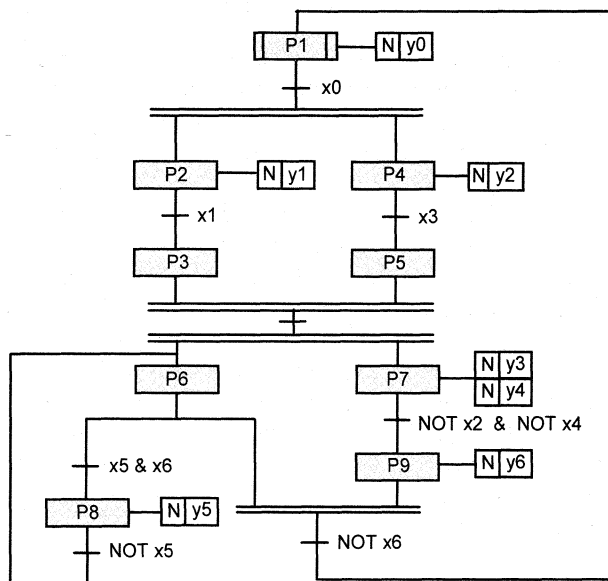 P1 N y0
x0
P2 N y1 P4 N y2
x1 x3
P3 P5
P6 P7 N y3
N y4
NOT x2 & NOT x4
x5 & x6 P9 N y6
P8 N y5
NOT x5 NOT x6